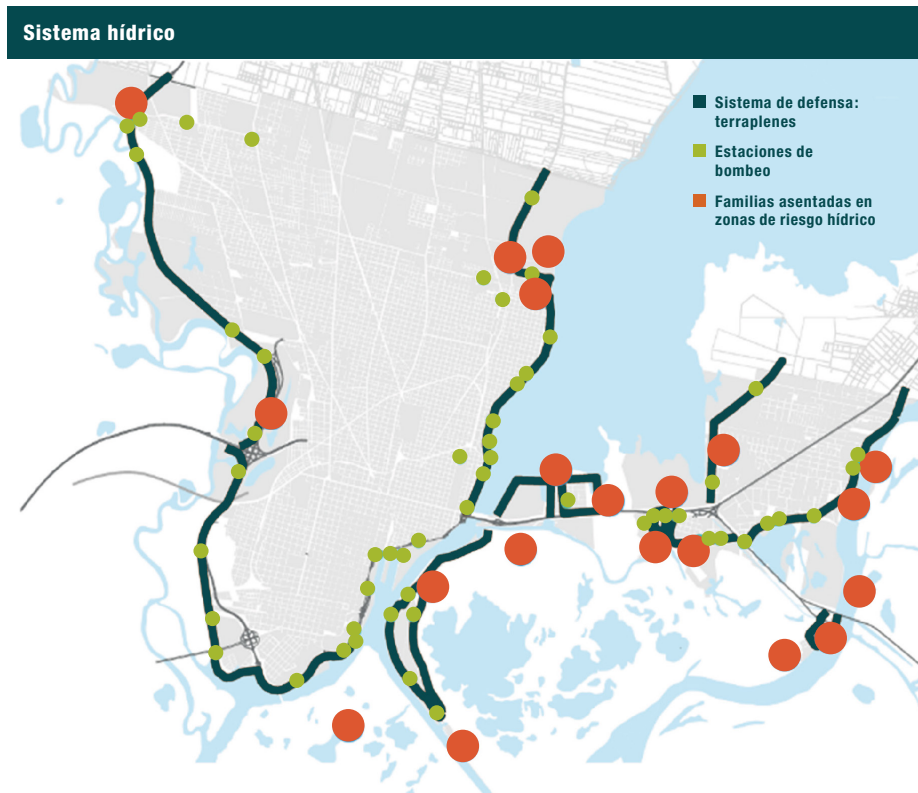 Sistema hídrico
Sistema de defensa:
terraplenes
Estaciones de
bombeo
Familias asentadas en
zonas de riesgo hídrico